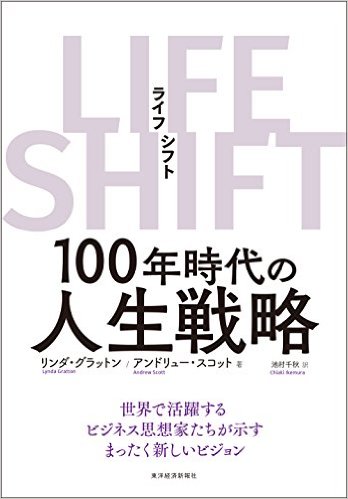 LIFE
SHIFT
ライフ シフト
100年時代の
人生戦略
リンダ・グラットン / アンドリュー・スコット 著 池村千秋 訳
Lynda Gratton Andrew Scott Chiaki Ikemura
世界で活躍する
ビジネス思想家たちが示す
まったく新しいビジョン
東洋経済新報社